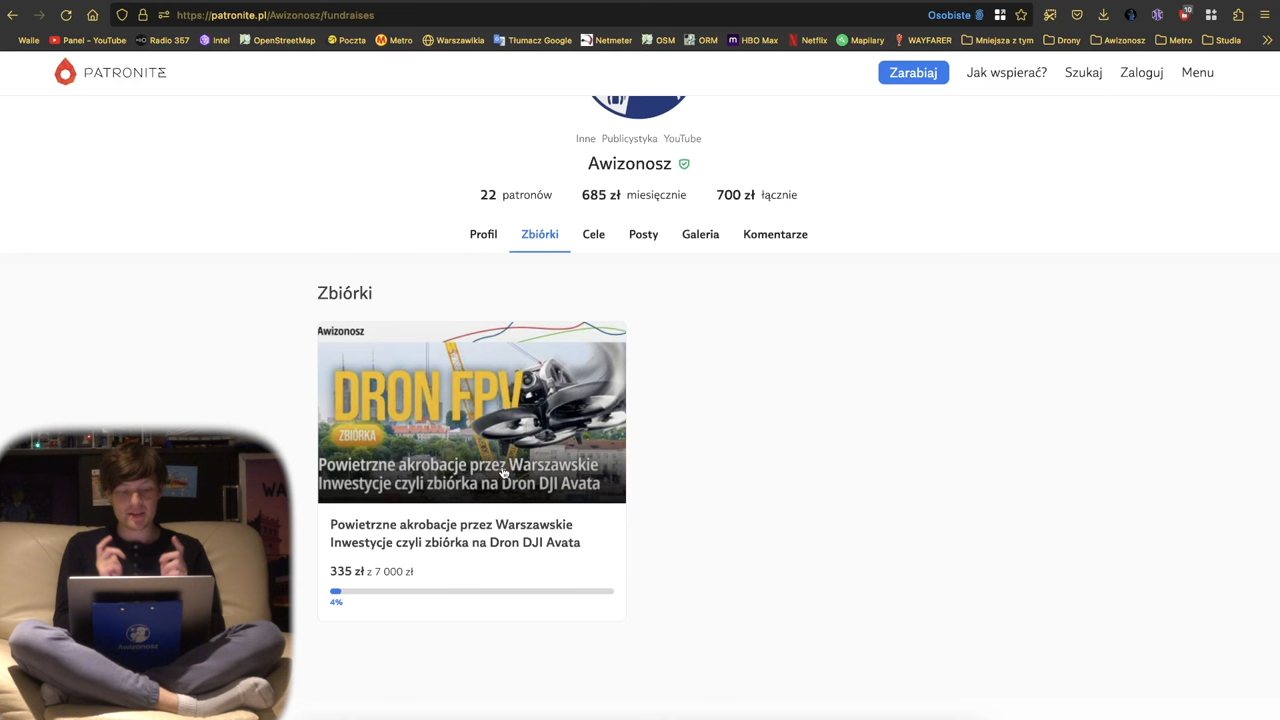 https://patronite.pl/Awizonosz/fundraises
Osobiste
10
Walle
Panel - YouTube
Radio 357
Intel
OpenStreetMap
Poczta
Metro
Warszawikia
Tłumacz Google
Netmeter
OSM
ORM
HBO Max
Netflix
Mapilary
WAYFARER
Mniejsza z tym
Drony
Awizonosz
Metro
Studia
PATRONITE
Zarabiaj
Jak wspierać?
Szukaj
Zaloguj
Menu
Inne Publicystyka YouTube
Awizonosz
22 patronów
685 zł miesięcznie
700 zł łącznie
Profil
Zbiórki
Cele
Posty
Galeria
Komentarze
Zbiórki
Awizonosz
DRON FPV
ZBIÓRKA
Powietrzne akrobacje przez Warszawskie
Inwestycje czyli zbiórka na Dron DJI Avata
Powietrzne akrobacje przez Warszawskie
Inwestycje czyli zbiórka na Dron DJI Avata
335 zł z 7 000 zł
4%
Awizonosz
WA